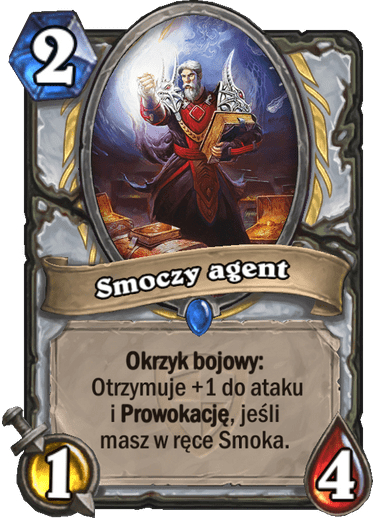 2
Smoczy agent
Okrzyk bojowy:
Otrzymuje +1 do ataku
i Prowokację, jeśli
masz w ręce Smoka.
1
4